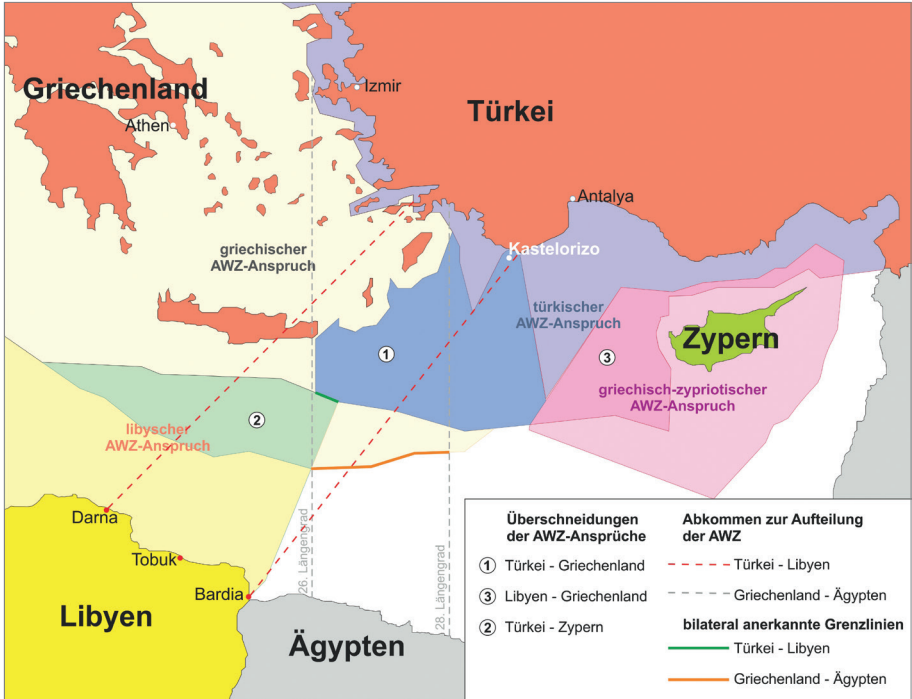 Griechenland
Athen
Izmir
Türkei
Antalya
griechischer
AWZ-Anspruch
Kastelorizo
türkischer
AWZ-Anspruch
1
3
Zypern
griechisch-zypriotischer
AWZ-Anspruch
2
libyscher
AWZ-Anspruch
Darna
Tobuk
Bardia
Libyen
Ägypten
26. Längengrad
28. Längengrad
Überschneidungen
der AWZ-Ansprüche
1 Türkei - Griechenland
3 Libyen - Griechenland
2 Türkei - Zypern
Abkommen zur Aufteilung
der AWZ
Türkei - Libyen
Griechenland - Ägypten
bilateral anerkannte Grenzlinien
Türkei - Libyen
Griechenland - Ägypten